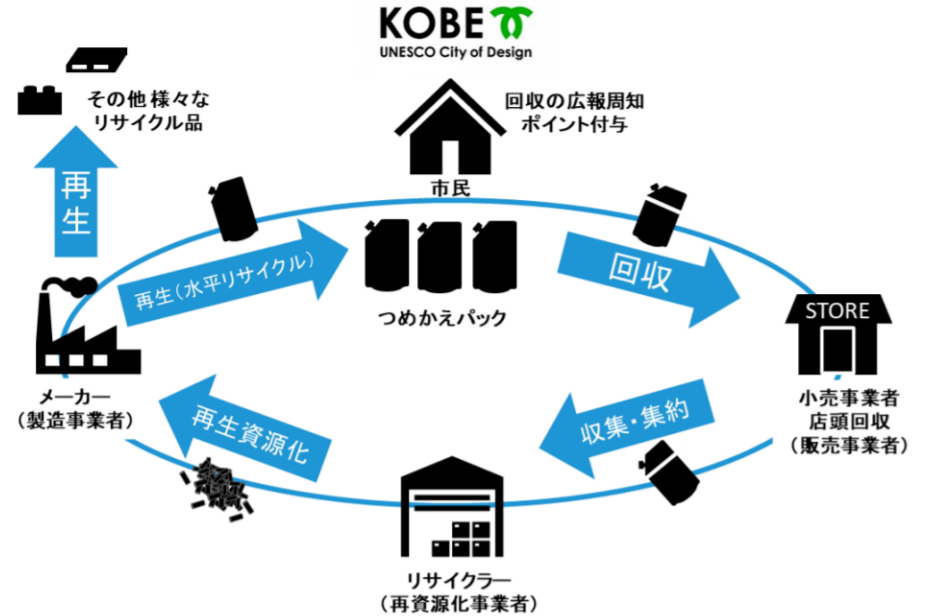 KOBE
UNESCO City of Design
その他様々な
リサイクル品
回収の広報周知
ポイント付与
再生
市民
再生(水平リサイクル)
回収
つめかえパック
STORE
メーカー
(製造事業者)
小売事業者
店頭回収
(販売事業者)
再生資源化
収集・集約
リサイクラー
(再資源化事業者)